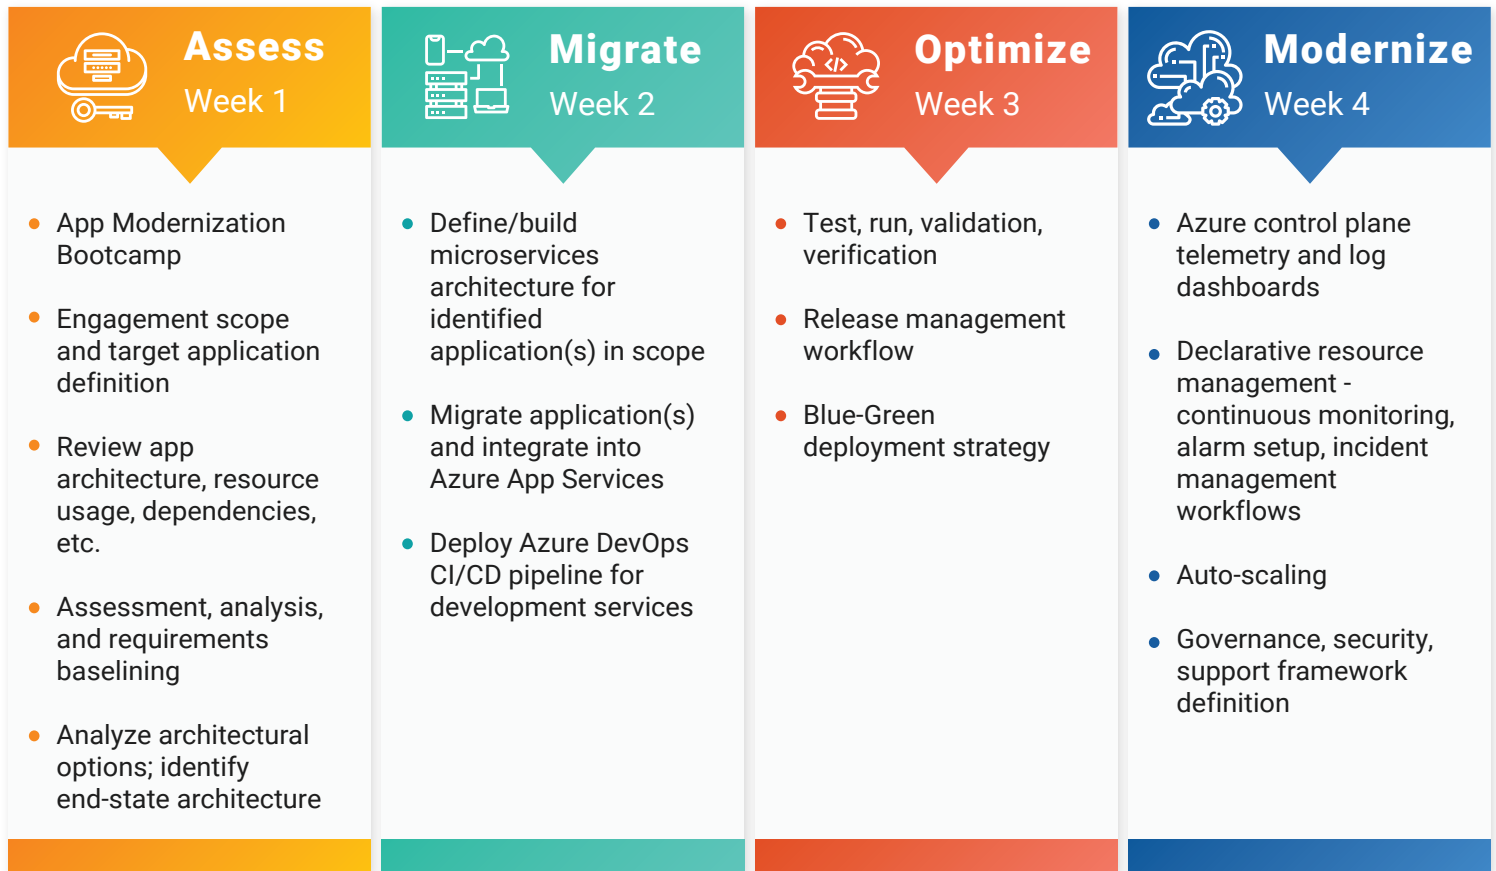 Assess
Week 1
App Modernization
Bootcamp
Engagement scope
and target application
definition
Review app
architecture, resource
usage, dependencies,
etc.
Assessment, analysis,
and requirements
baselining
Analyze architectural
options; identify
end-state architecture
Migrate
Week 2
Define/build
microservices
architecture for
identified
application(s) in scope
Migrate application(s)
and integrate into
Azure App Services
Deploy Azure DevOps
CI/CD pipeline for
development services
Optimize
Week 3
</>
Test, run, validation,
verification
Release management
workflow
Blue-Green
deployment strategy
Modernize
Week 4
Azure control plane
telemetry and log
dashboards
Declarative resource
management -
continuous monitoring,
alarm setup, incident
management
workflows
Auto-scaling
Governance, security,
support framework
definition